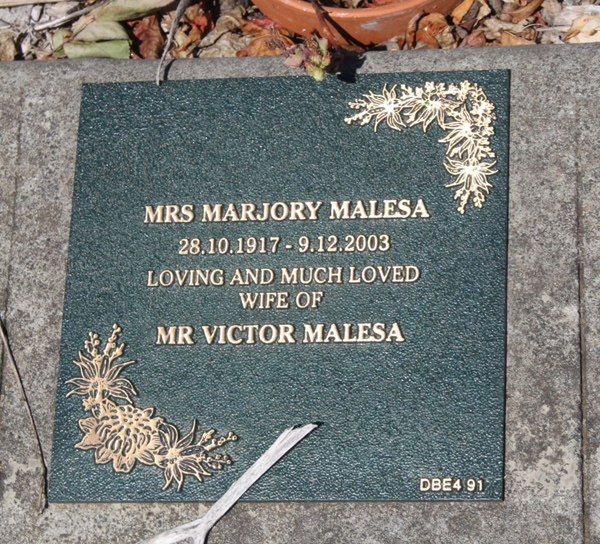 MRS MARJORY MALESA
28.10.1917 - 9.12.2003
LOVING AND MUCH LOVED
WIFE OF
MR VICTOR MALESA
DBE4 91